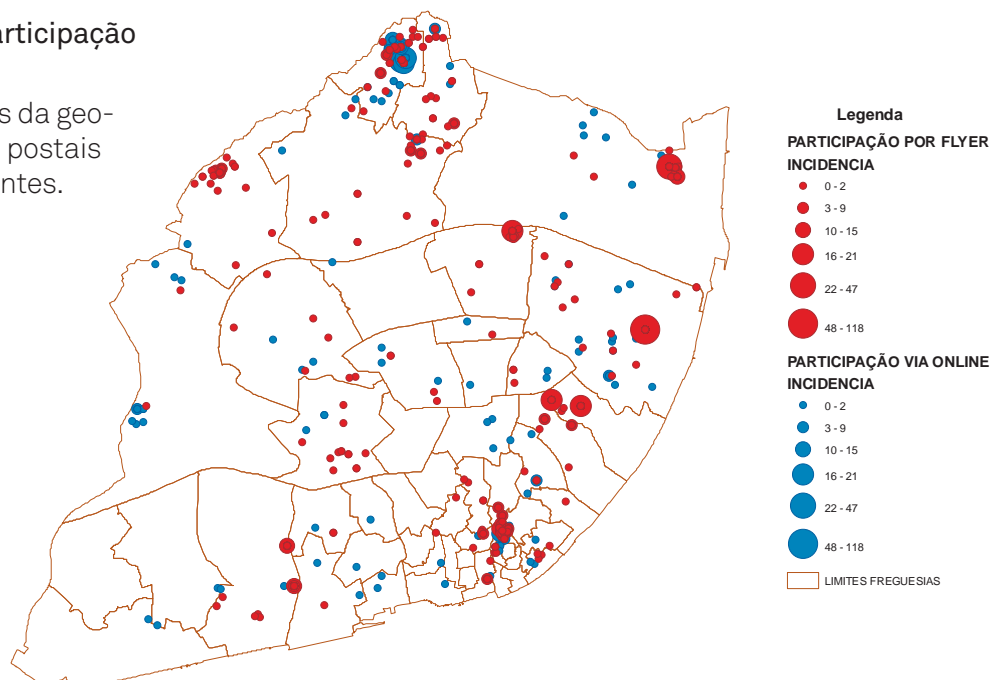 articipação
s da geo-
postais
ntes.
Legenda
PARTICIPAÇÃO POR FLYER
INCIDENCIA
0 - 2
3 - 9
10 - 15
16 - 21
22 - 47
48 - 118
PARTICIPAÇÃO VIA ONLINE
INCIDENCIA
0 - 2
3 - 9
10 - 15
16 - 21
22 - 47
48 - 118
LIMITES FREGUESIAS